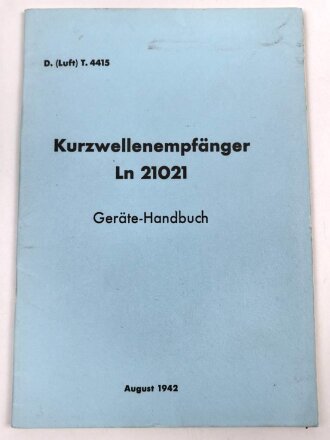 D. (Luft) T. 4415
Kurzwellenempfänger
Ln 21021
Geräte-Handbuch
August 1942